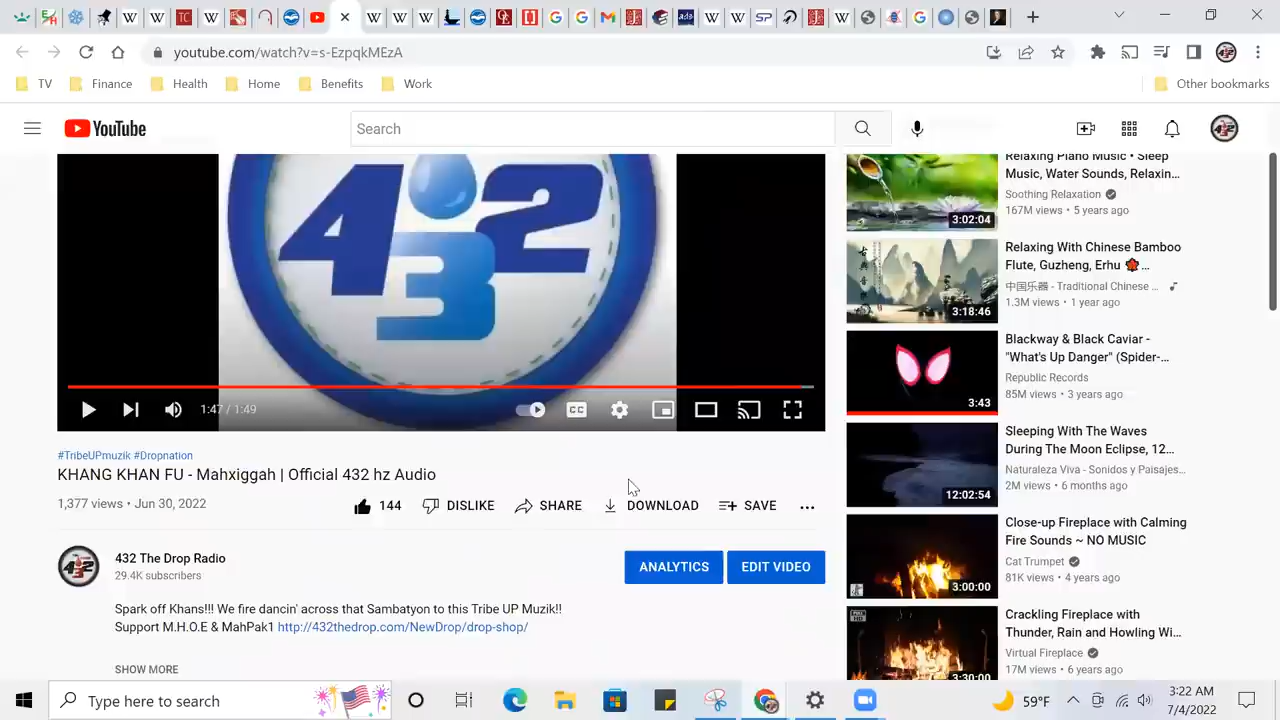 youtube.com/watch?v=s-EzpqkMEzA
TV
Finance
Health
Home
Benefits
Work
Other bookmarks
YouTube
Search
432
1:47 / 1:49
CC
#TribeUPmuzik #Dropnation
KHANG KHAN FU - Mahxiggah | Official 432 hz Audio
1,377 views • Jun 30, 2022
144
DISLIKE
SHARE
DOWNLOAD
SAVE
432 The Drop Radio
29.4K subscribers
ANALYTICS
EDIT VIDEO
Spark off Khans!!! We fire dancin' across that Sambatyon to this Tribe UP Muzik!!
Support M.H.O.E & MahPak1 http://432thedrop.com/NewDrop/drop-shop/
SHOW MORE
3:02:04
Relaxing Piano Music • Sleep
Music, Water Sounds, Relaxin...
Soothing Relaxation
167M views • 5 years ago
3:18:46
Relaxing With Chinese Bamboo
Flute, Guzheng, Erhu 🍁...
中国乐器 - Traditional Chinese ...
1.3M views • 1 year ago
3:43
Blackway & Black Caviar -
"What's Up Danger" (Spider-...
Republic Records
85M views • 3 years ago
12:02:54
Sleeping With The Waves
During The Moon Eclipse, 12...
Naturaleza Viva - Sonidos y Paisajes...
2M views • 6 months ago
3:00:00
Close-up Fireplace with Calming
Fire Sounds ~ NO MUSIC
Cat Trumpet
81K views • 4 years ago
3:30:00
Crackling Fireplace with
Thunder, Rain and Howling Wi...
Virtual Fireplace
17M views • 6 years ago
Type here to search
59°F
3:22 AM
7/4/2022